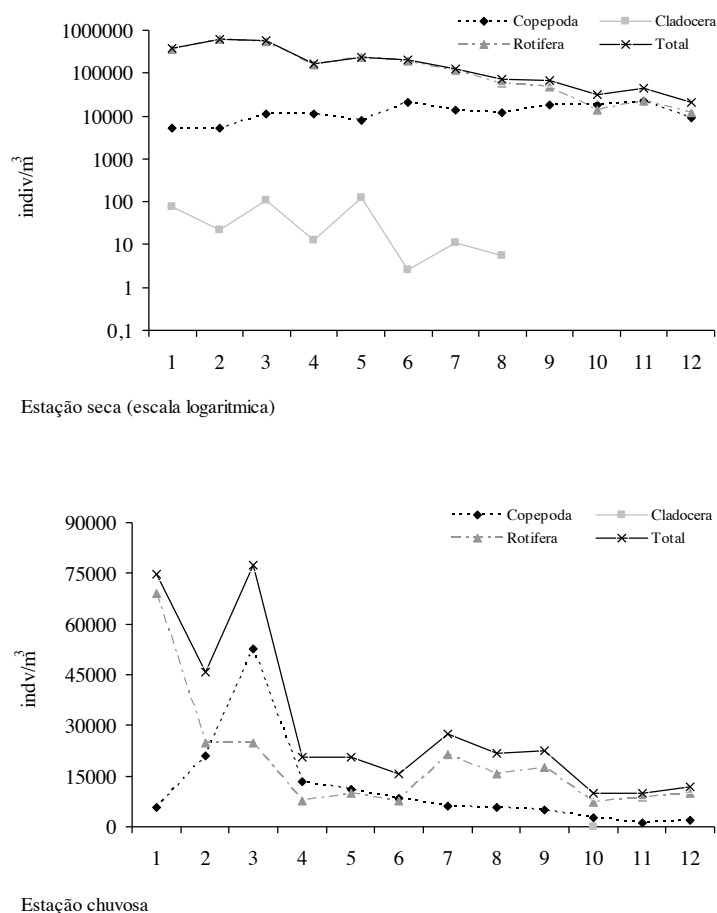 Copepoda Cladocera
Rotifera Total
1000000
100000
10000
1000
100
10
1
0,1
indiv/m3
1 2 3 4 5 6 7 8 9 10 11 12
Estação seca (escala logaritmica)
Copepoda Cladocera
Rotifera Total
90000
75000
60000
45000
30000
15000
0
indv/m3
1 2 3 4 5 6 7 8 9 10 11 12
Estação chuvosa